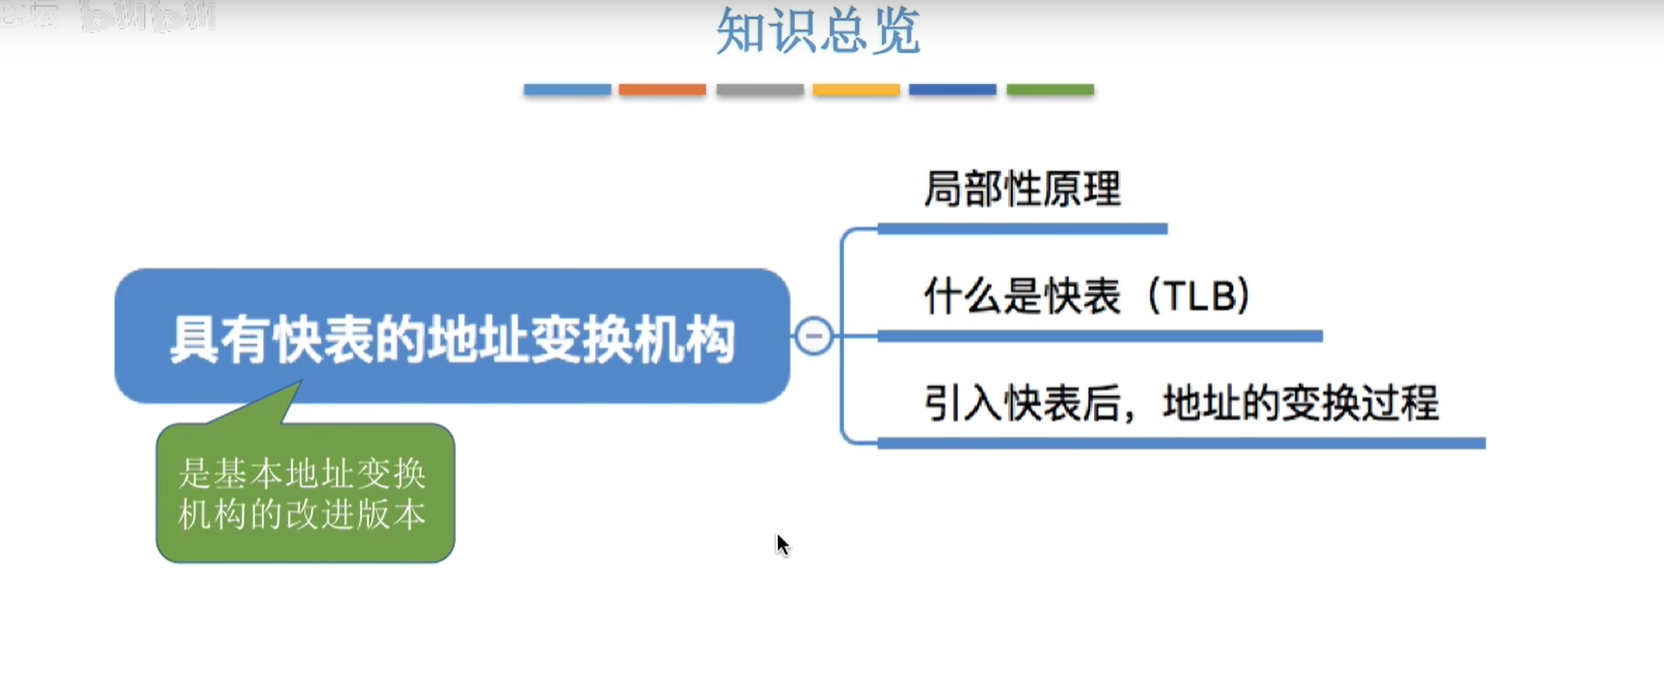 知识总览
局部性原理
什么是快表（TLB）
具有快表的地址变换机构
引入快表后，地址的变换过程
是基本地址变换
机构的改进版本
bilibili